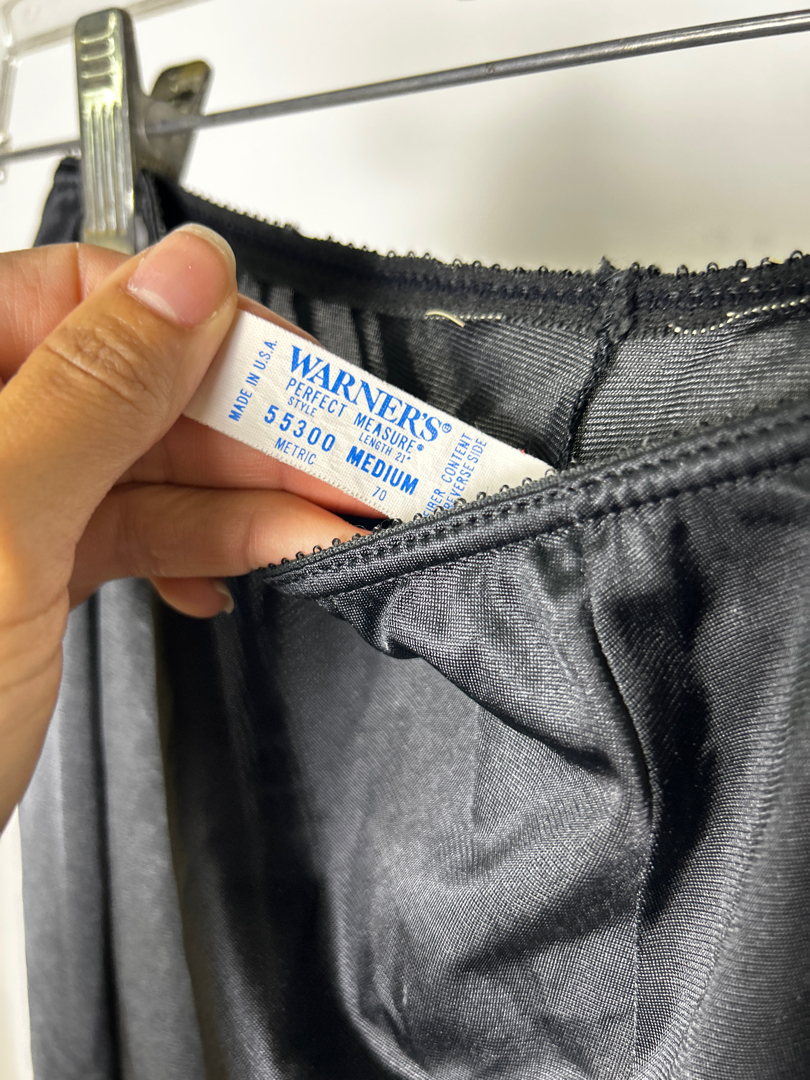 MADE IN U.S.A.
WARNER'S®
PERFECT MEASURE®
STYLE LENGTH 21"
55300 MEDIUM
METRIC 70
FIBER CONTENT
REVERSE SIDE